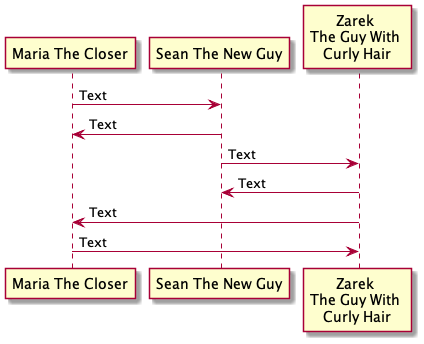 Maria The Closer
Sean The New Guy
Zarek
The Guy With
Curly Hair
Text
Text
Text
Text
Text
Text
Maria The Closer
Sean The New Guy
Zarek
The Guy With
Curly Hair